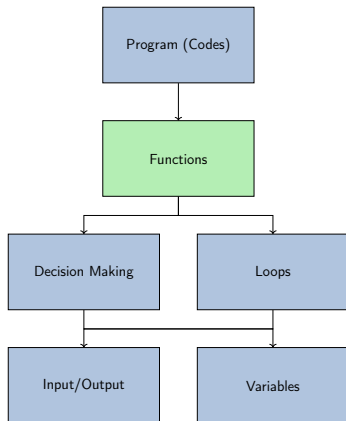 Program (Codes)
Functions
Decision Making
Loops
Input/Output
Variables